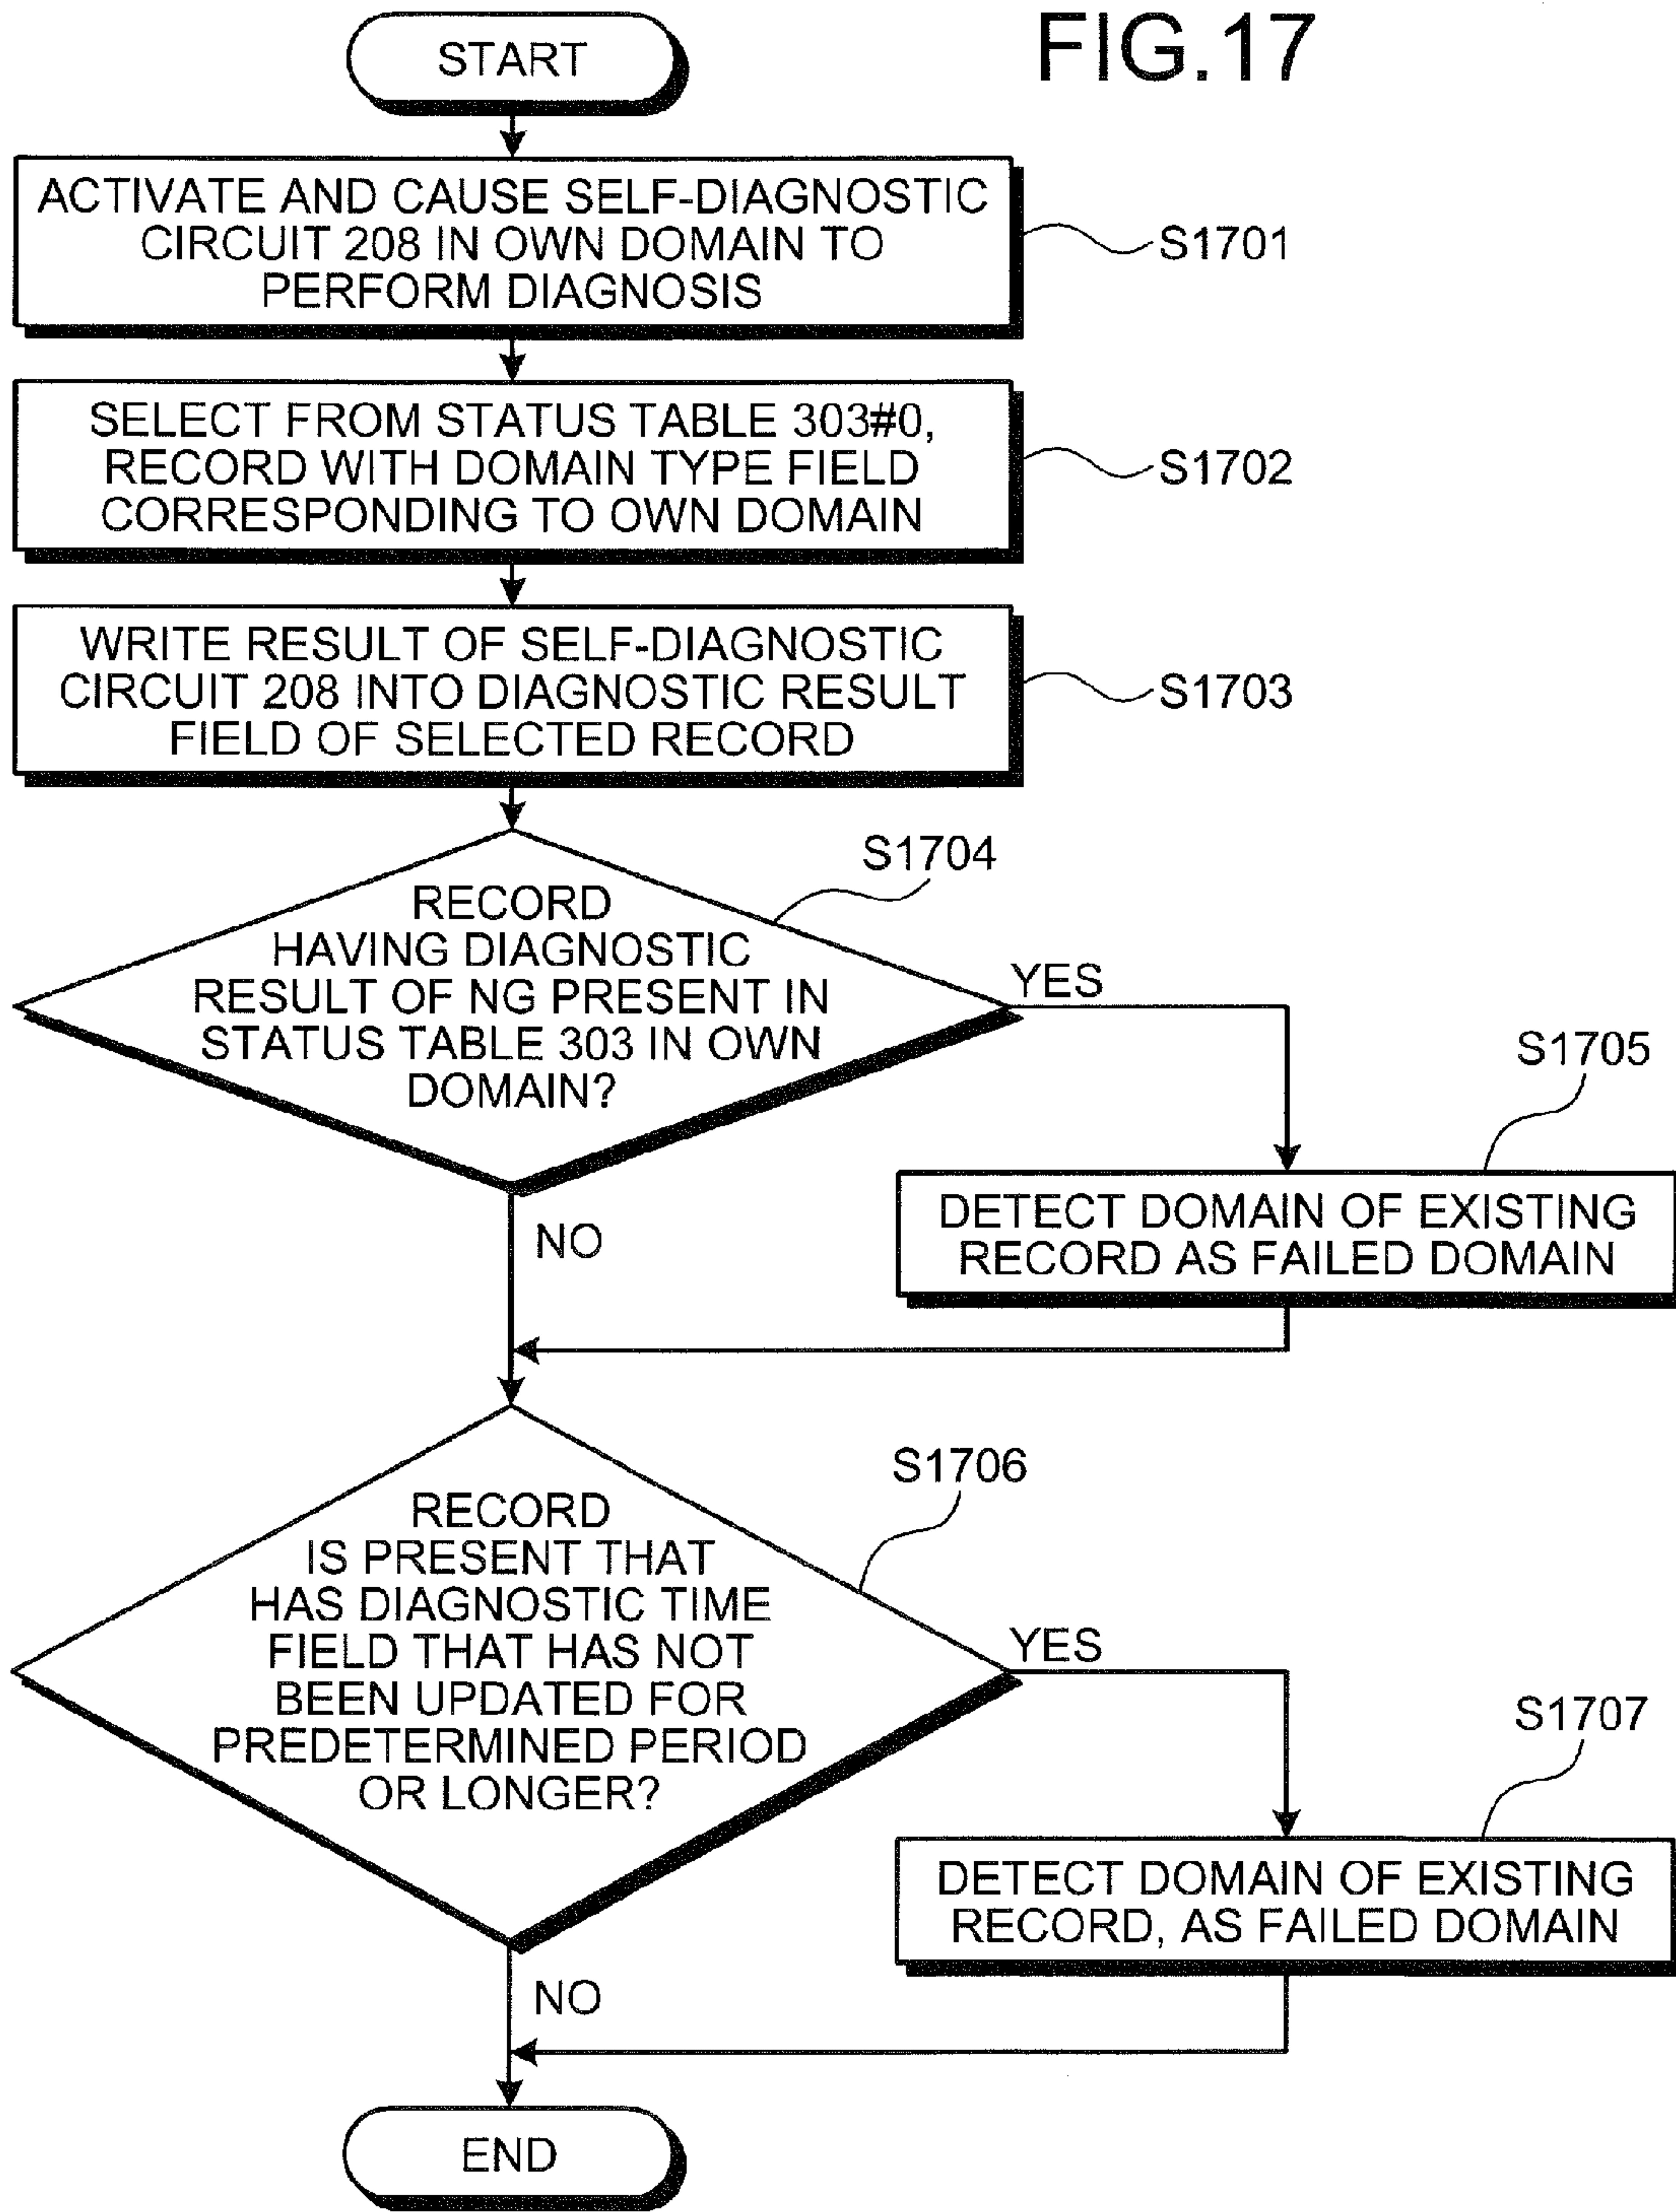 FIG.17
START
ACTIVATE AND CAUSE SELF-DIAGNOSTIC
CIRCUIT 208 IN OWN DOMAIN TO
PERFORM DIAGNOSIS
S1701
SELECT FROM STATUS TABLE 303#0,
RECORD WITH DOMAIN TYPE FIELD
CORRESPONDING TO OWN DOMAIN
S1702
WRITE RESULT OF SELF-DIAGNOSTIC
CIRCUIT 208 INTO DIAGNOSTIC RESULT
FIELD OF SELECTED RECORD
S1703
S1704
RECORD
HAVING DIAGNOSTIC
RESULT OF NG PRESENT IN
STATUS TABLE 303 IN OWN
DOMAIN?
YES
NO
S1705
DETECT DOMAIN OF EXISTING
RECORD AS FAILED DOMAIN
S1706
RECORD
IS PRESENT THAT
HAS DIAGNOSTIC TIME
FIELD THAT HAS NOT
BEEN UPDATED FOR
PREDETERMINED PERIOD
OR LONGER?
YES
NO
S1707
DETECT DOMAIN OF EXISTING
RECORD, AS FAILED DOMAIN
END